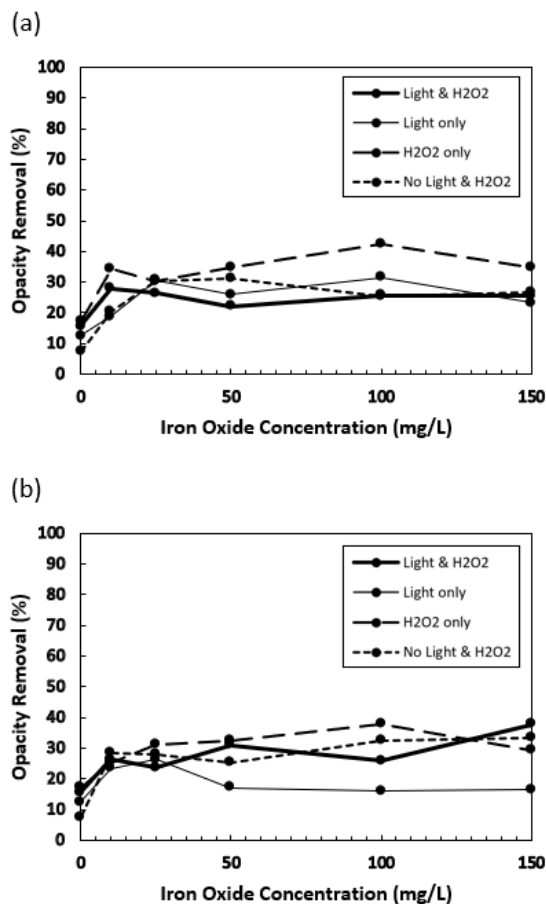 (a)
100
90
80
70
60
50
40
30
20
10
0
Opacity Removal (%)
Light & H2O2
Light only
H2O2 only
No Light & H2O2
0 50 100 150
Iron Oxide Concentration (mg/L)
(b)
100
90
80
70
60
50
40
30
20
10
0
Opacity Removal (%)
Light & H2O2
Light only
H2O2 only
No Light & H2O2
0 50 100 150
Iron Oxide Concentration (mg/L)